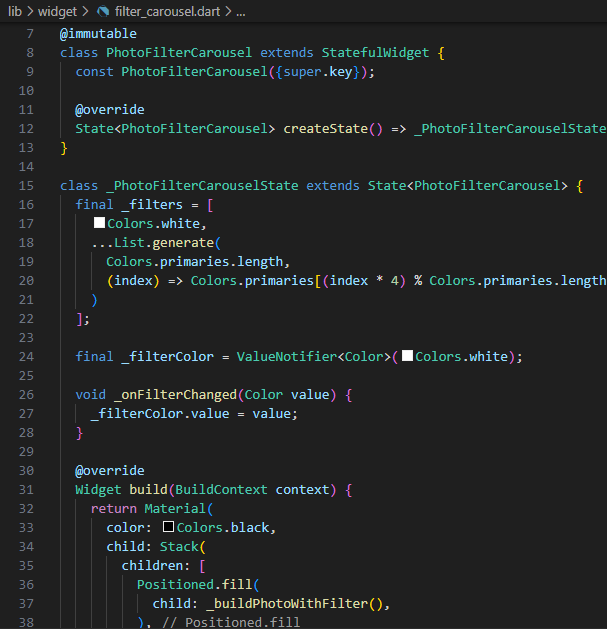 lib > widget > filter_carousel.dart > ...
7 @immutable
8 class PhotoFilterCarousel extends StatefulWidget {
9 const PhotoFilterCarousel({super.key});
10
11 @override
12 State<PhotoFilterCarousel> createState() => _PhotoFilterCarouselState
13 }
14
15 class _PhotoFilterCarouselState extends State<PhotoFilterCarousel> {
16 final _filters = [
17 Colors.white,
18 ...List.generate(
19 Colors.primaries.length,
20 (index) => Colors.primaries[(index * 4) % Colors.primaries.length
21 )
22 ];
23
24 final _filterColor = ValueNotifier<Color>(Colors.white);
25
26 void _onFilterChanged(Color value) {
27 _filterColor.value = value;
28 }
29
30 @override
31 Widget build(BuildContext context) {
32 return Material(
33 color: Colors.black,
34 child: Stack(
35 children: [
36 Positioned.fill(
37 child: _buildPhotoWithFilter(),
38 ), // Positioned.fill